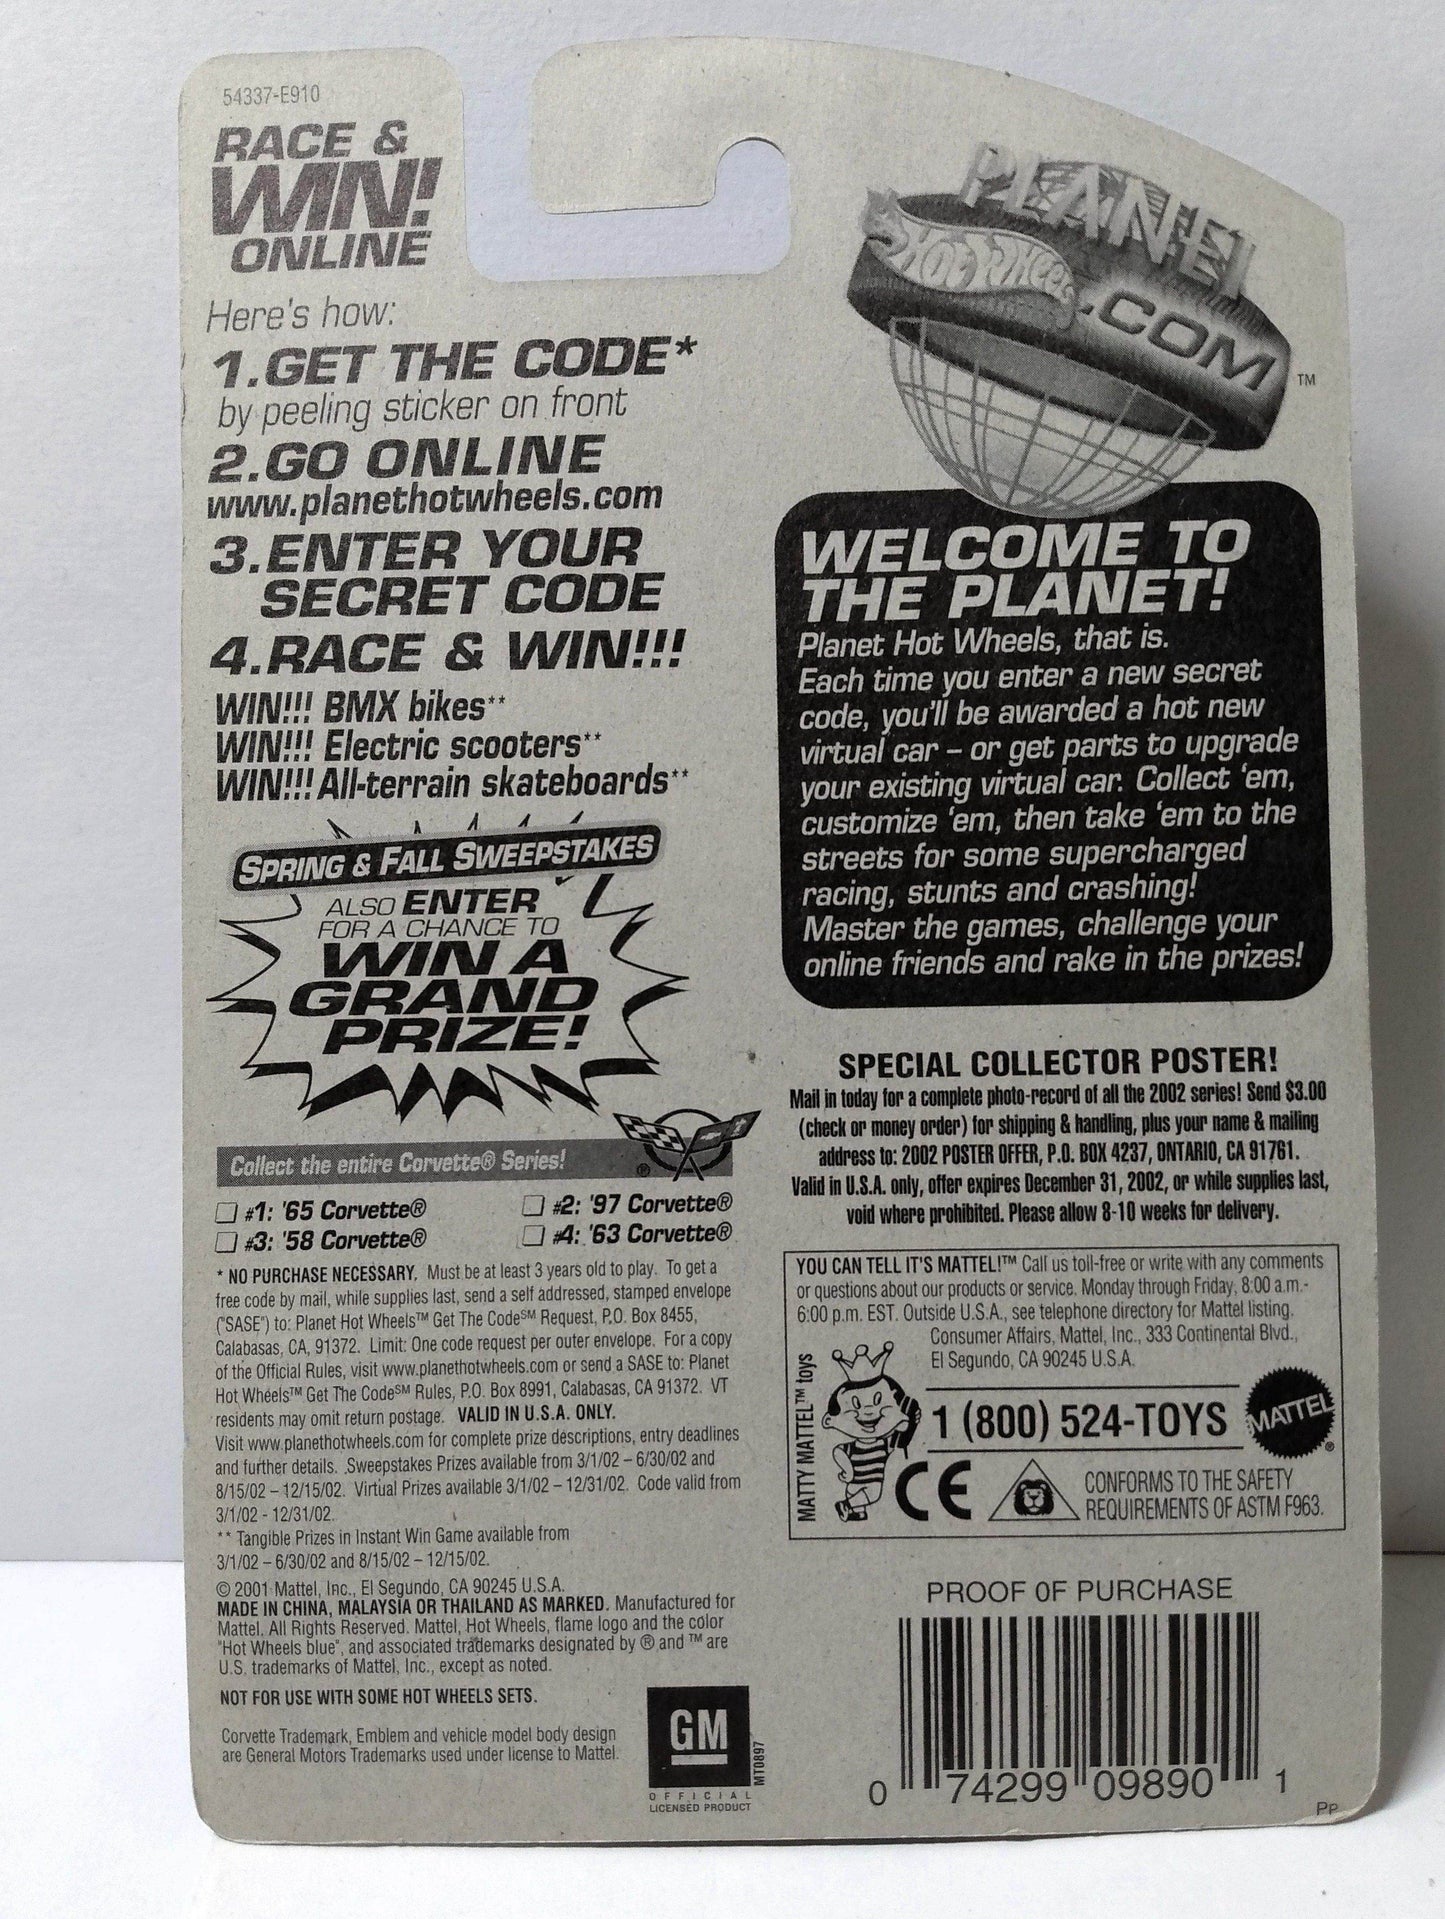 54337-E910
RACE &
WIN!
ONLINE
Here's how:
1.GET THE CODE*
by peeling sticker on front
2.GO ONLINE
www.planethotwheels.com
3.ENTER YOUR
SECRET CODE
4.RACE & WIN!!!
WIN!!! BMX bikes**
WIN!!! Electric scooters**
WIN!!! All-terrain skateboards**
SPRING & FALL SWEEPSTAKES
ALSO ENTER
FOR A CHANCE TO
WIN A
GRAND
PRIZE!
Collect the entire Corvette® Series!
®
#1: '65 Corvette®
#2: '97 Corvette®
#3: '58 Corvette®
#4: '63 Corvette®
* NO PURCHASE NECESSARY. Must be at least 3 years old to play. To get a
free code by mail, while supplies last, send a self addressed, stamped envelope
("SASE") to: Planet Hot Wheels™ Get The Code℠ Request, P.O. Box 8455,
Calabasas, CA, 91372. Limit: One code request per outer envelope. For a copy
of the Official Rules, visit www.planethotwheels.com or send a SASE to: Planet
Hot Wheels™ Get The Code℠ Rules, P.O. Box 8991, Calabasas, CA 91372. VT
residents may omit return postage. VALID IN U.S.A. ONLY.
Visit www.planethotwheels.com for complete prize descriptions, entry deadlines
and further details. Sweepstakes Prizes available from 3/1/02 – 6/30/02 and
8/15/02 – 12/15/02. Virtual Prizes available 3/1/02 – 12/31/02. Code valid from
3/1/02 - 12/31/02.
** Tangible Prizes in Instant Win Game available from
3/1/02 – 6/30/02 and 8/15/02 – 12/15/02.
© 2001 Mattel, Inc., El Segundo, CA 90245 U.S.A.
MADE IN CHINA, MALAYSIA OR THAILAND AS MARKED. Manufactured for
Mattel. All Rights Reserved. Mattel, Hot Wheels, flame logo and the color
"Hot Wheels blue", and associated trademarks designated by ® and ™ are
U.S. trademarks of Mattel, Inc., except as noted.
NOT FOR USE WITH SOME HOT WHEELS SETS.
Corvette Trademark, Emblem and vehicle model body design
are General Motors Trademarks used under license to Mattel.
GM
MT0897
OFFICIAL
LICENSED PRODUCT
PLANET
HOT WHEELS
.COM
™
WELCOME TO
THE PLANET!
Planet Hot Wheels, that is.
Each time you enter a new secret
code, you'll be awarded a hot new
virtual car – or get parts to upgrade
your existing virtual car. Collect 'em,
customize 'em, then take 'em to the
streets for some supercharged
racing, stunts and crashing!
Master the games, challenge your
online friends and rake in the prizes!
SPECIAL COLLECTOR POSTER!
Mail in today for a complete photo-record of all the 2002 series! Send $3.00
(check or money order) for shipping & handling, plus your name & mailing
address to: 2002 POSTER OFFER, P.O. BOX 4237, ONTARIO, CA 91761.
Valid in U.S.A. only, offer expires December 31, 2002, or while supplies last,
void where prohibited. Please allow 8-10 weeks for delivery.
YOU CAN TELL IT'S MATTEL!™ Call us toll-free or write with any comments
or questions about our products or service. Monday through Friday, 8:00 a.m.-
6:00 p.m. EST. Outside U.S.A., see telephone directory for Mattel listing.
Consumer Affairs, Mattel, Inc., 333 Continental Blvd.,
El Segundo, CA 90245 U.S.A.
MATTY MATTEL™ toys
1 (800) 524-TOYS
MATTEL
®
CE
CONFORMS TO THE SAFETY
REQUIREMENTS OF ASTM F963.
PROOF OF PURCHASE
0 74299 09890 1
Pp